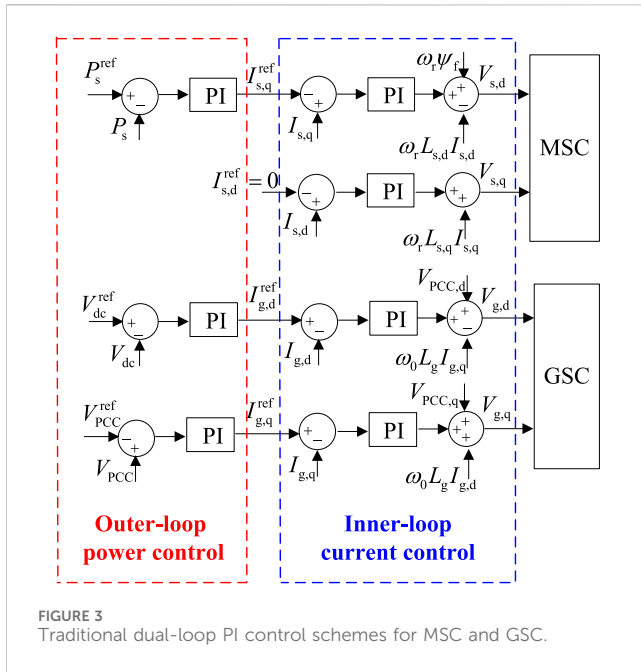 P_s^ref + − P_s PI I_s,q^ref − + I_s,q PI ω_r ψ_f + + − V_s,d ω_r L_s,d I_s,d MSC
I_s,d^ref = 0 − + I_s,d PI + + V_s,q ω_r L_s,q I_s,q
V_dc^ref + − V_dc PI I_g,d^ref + − I_g,d PI V_PCC,d + + − V_g,d ω_0 L_g I_g,q GSC
V_PCC^ref − + V_PCC PI I_g,q^ref + − I_g,q PI V_PCC,q + + + V_g,q ω_0 L_g I_g,d
Outer-loop
power control
Inner-loop
current control
FIGURE 3
Traditional dual-loop PI control schemes for MSC and GSC.